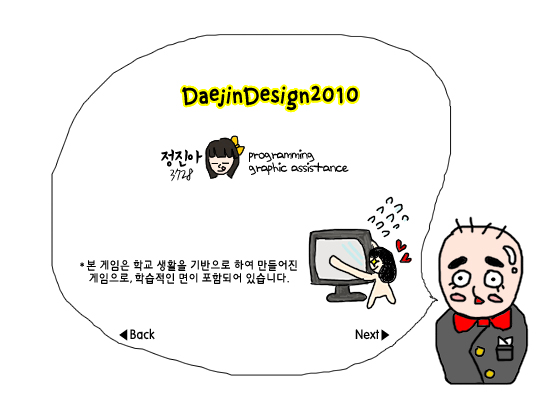 DaejinDesign2010
정진아
3728
programming
graphic assistance
*본 게임은 학교 생활을 기반으로 하여 만들어진
게임으로, 학습적인 면이 포함되어 있습니다.
◀Back
Next▶